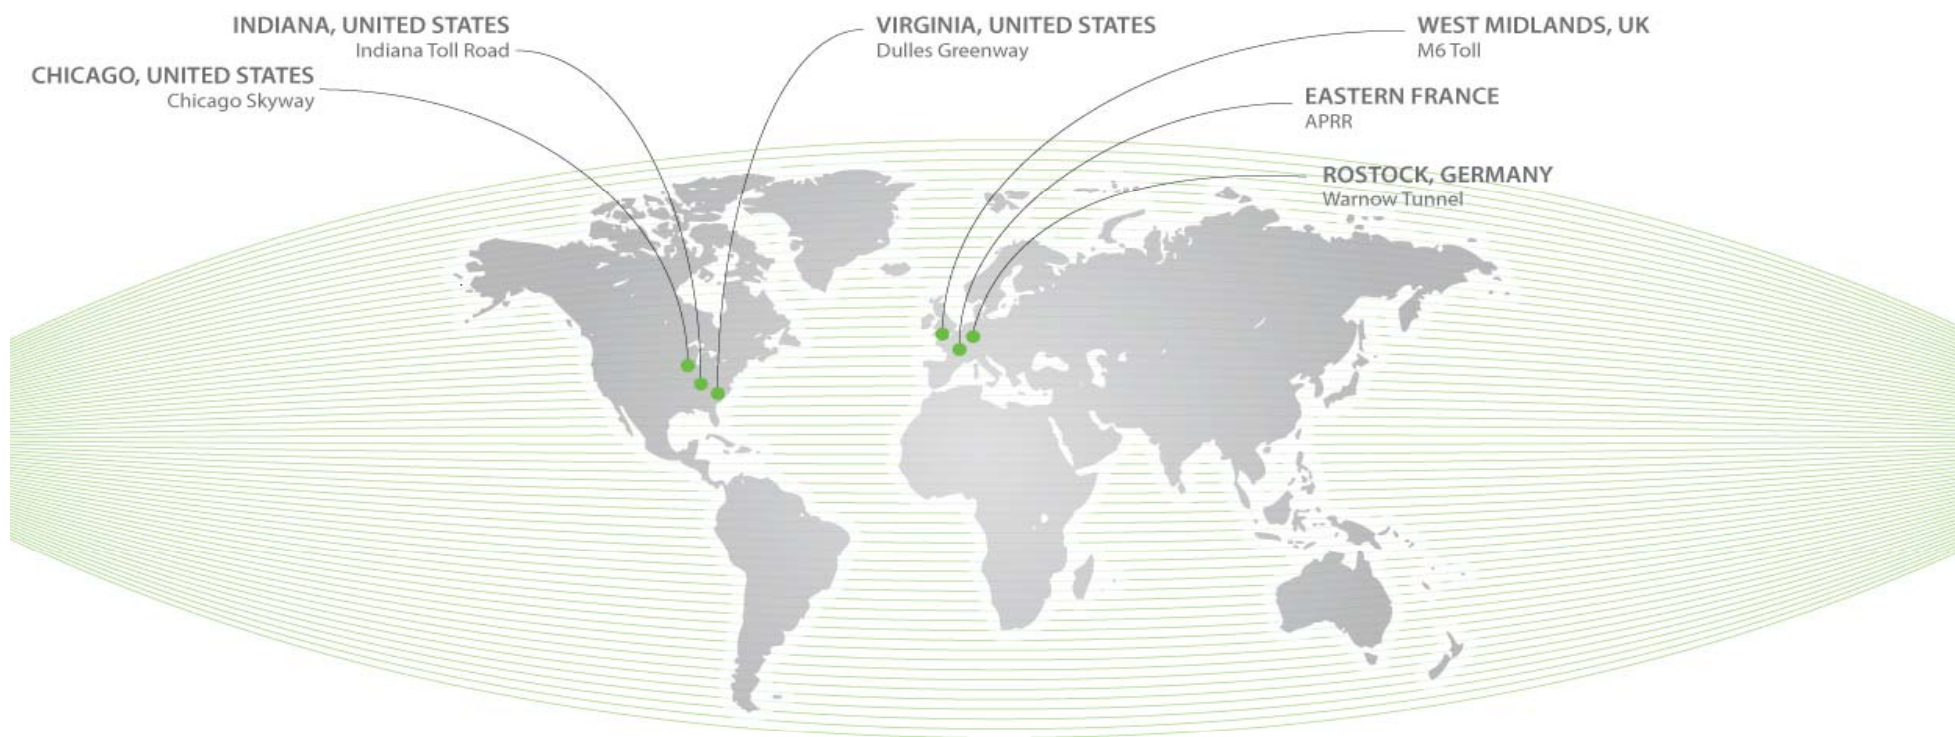 INDIANA, UNITED STATES
Indiana Toll Road
CHICAGO, UNITED STATES
Chicago Skyway
VIRGINIA, UNITED STATES
Dulles Greenway
WEST MIDLANDS, UK
M6 Toll
EASTERN FRANCE
APRR
ROSTOCK, GERMANY
Warnow Tunnel